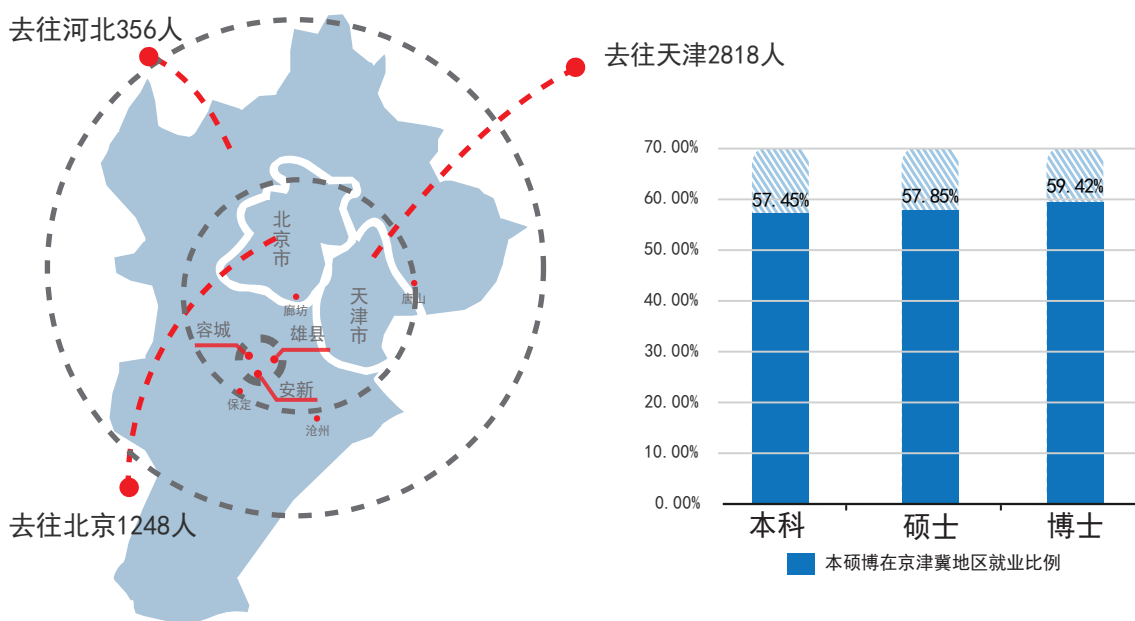 去往河北356人
去往天津2818人
北京市
天津市
唐山
廊坊
容城
雄县
安新
保定
沧州
去往北京1248人
70.00%
60.00%
50.00%
40.00%
30.00%
20.00%
10.00%
0.00%
57.45%
57.85%
59.42%
本科
硕士
博士
本硕博在京津冀地区就业比例